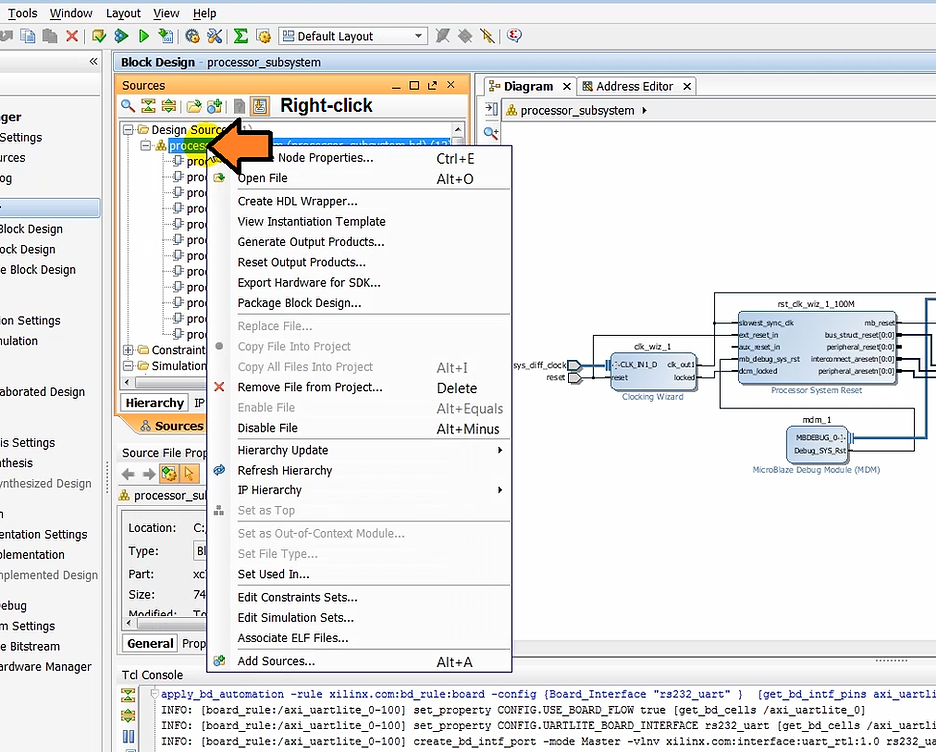 Tools Window Layout View Help
Default Layout
Block Design - processor_subsystem
Sources
Right-click
Design Sources
Node Properties... Ctrl+E
Open File Alt+O
Create HDL Wrapper...
View Instantiation Template
Generate Output Products...
Reset Output Products...
Export Hardware for SDK...
Package Block Design...
Replace File...
Copy File Into Project
Copy All Files Into Project Alt+I
Remove File from Project... Delete
Enable File Alt+Equals
Disable File Alt+Minus
Hierarchy Update
Refresh Hierarchy
IP Hierarchy
Set as Top
Set as Out-of-Context Module...
Set File Type...
Set Used In...
Edit Constraints Sets...
Edit Simulation Sets...
Associate ELF Files...
Add Sources... Alt+A
ger
Settings
urces
og
Block Design
ock Design
e Block Design
on Settings
mulation
aborated Design
is Settings
thesis
ynthesized Design
n
entation Settings
plementation
mplemented Design
ebug
m Settings
e Bitstream
ardware Manager
proc
proc
proc
proc
proc
proc
proc
proc
proc
proc
proc
proc
Constraint
Simulation
Hierarchy IP
Sources
Source File Prop
processor_sul
Location: C:
Type: Bl
Part: xc
Size: 74
Modified: To
General Prop
Diagram Address Editor
processor_subsystem
sys_diff_clock
reset
clk_wiz_1
CLK_IN1_D clk_out1
reset locked
Clocking Wizard
rst_clk_wiz_1_100M
slowest_sync_clk mb_reset
ext_reset_in bus_struct_reset[0:0]
aux_reset_in peripheral_reset[0:0]
mb_debug_sys_rst interconnect_aresetn[0:0]
dcm_locked peripheral_aresetn[0:0]
Processor System Reset
mdm_1
MBDEBUG_0
Debug_SYS_Rst
MicroBlaze Debug Module (MDM)
Tcl Console
apply_bd_automation -rule xilinx.com:bd_rule:board -config {Board_Interface "rs232_uart" } [get_bd_intf_pins axi_uartli
INFO: [board_rule:/axi_uartlite_0-100] set_property CONFIG.USE_BOARD_FLOW true [get_bd_cells /axi_uartlite_0]
INFO: [board_rule:/axi_uartlite_0-100] set_property CONFIG.UARTLITE_BOARD_INTERFACE rs232_uart [get_bd_cells /axi_uartl
INFO: [board_rule:/axi_uartlite_0-100] create_bd_intf_port -mode Master -vlnv xilinx.com:interface:uart_rtl:1.0 rs232_ua